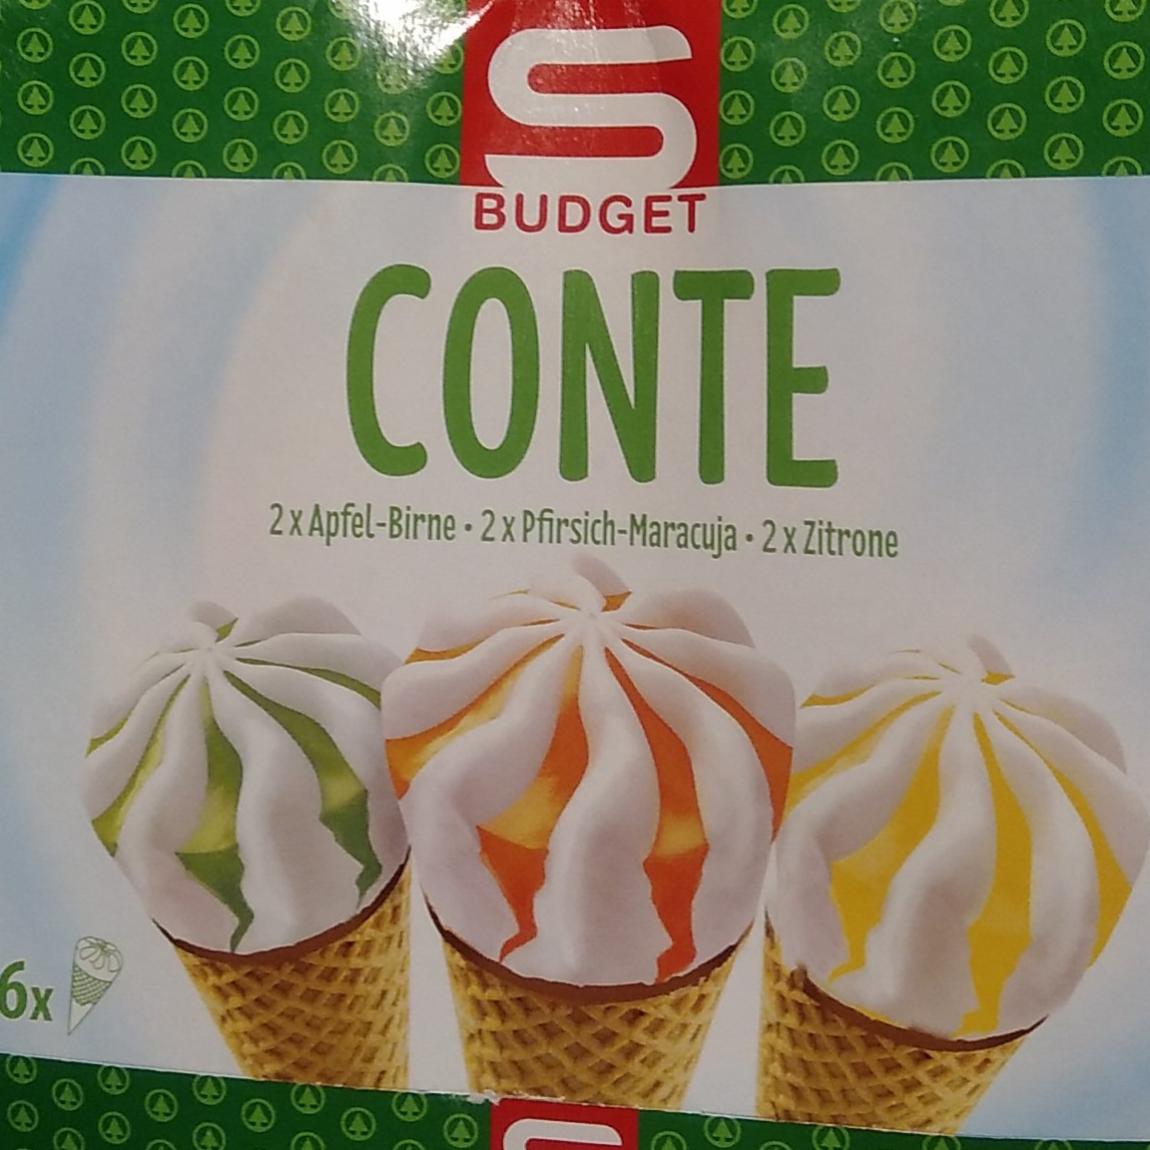 S
BUDGET
CONTE
2 x Apfel-Birne • 2 x Pfirsich-Maracuja • 2 x Zitrone
6x